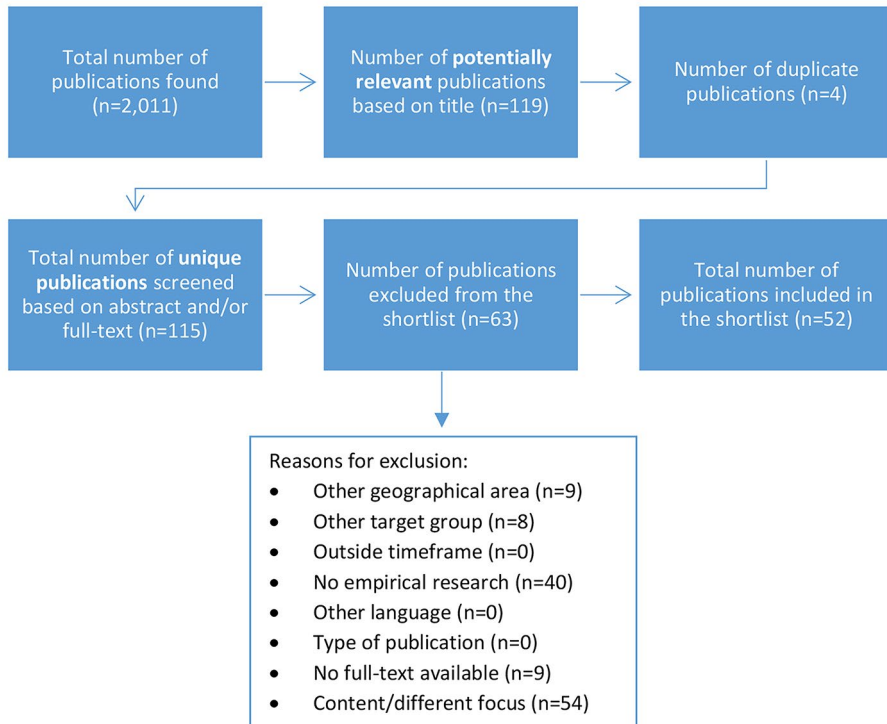 Total number of
publications found
(n=2,011)
Number of potentially
relevant publications
based on title (n=119)
Number of duplicate
publications (n=4)
Total number of unique
publications screened
based on abstract and/or
full-text (n=115)
Number of publications
excluded from the
shortlist (n=63)
Total number of
publications included in
the shortlist (n=52)
Reasons for exclusion:
• Other geographical area (n=9)
• Other target group (n=8)
• Outside timeframe (n=0)
• No empirical research (n=40)
• Other language (n=0)
• Type of publication (n=0)
• No full-text available (n=9)
• Content/different focus (n=54)